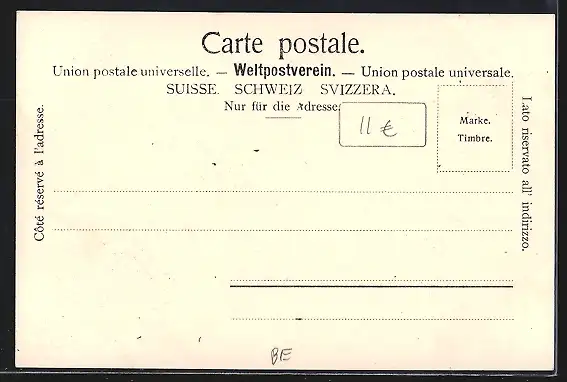 Carte postale.
Union postale universelle. — Weltpostverein. — Union postale universale.
SUISSE. SCHWEIZ SVIZZERA.
Nur für die Adresse.
11 €
Marke.
Timbre.
Côté réservé à l'adresse.
Lato riservato all' indirizzo.
BE